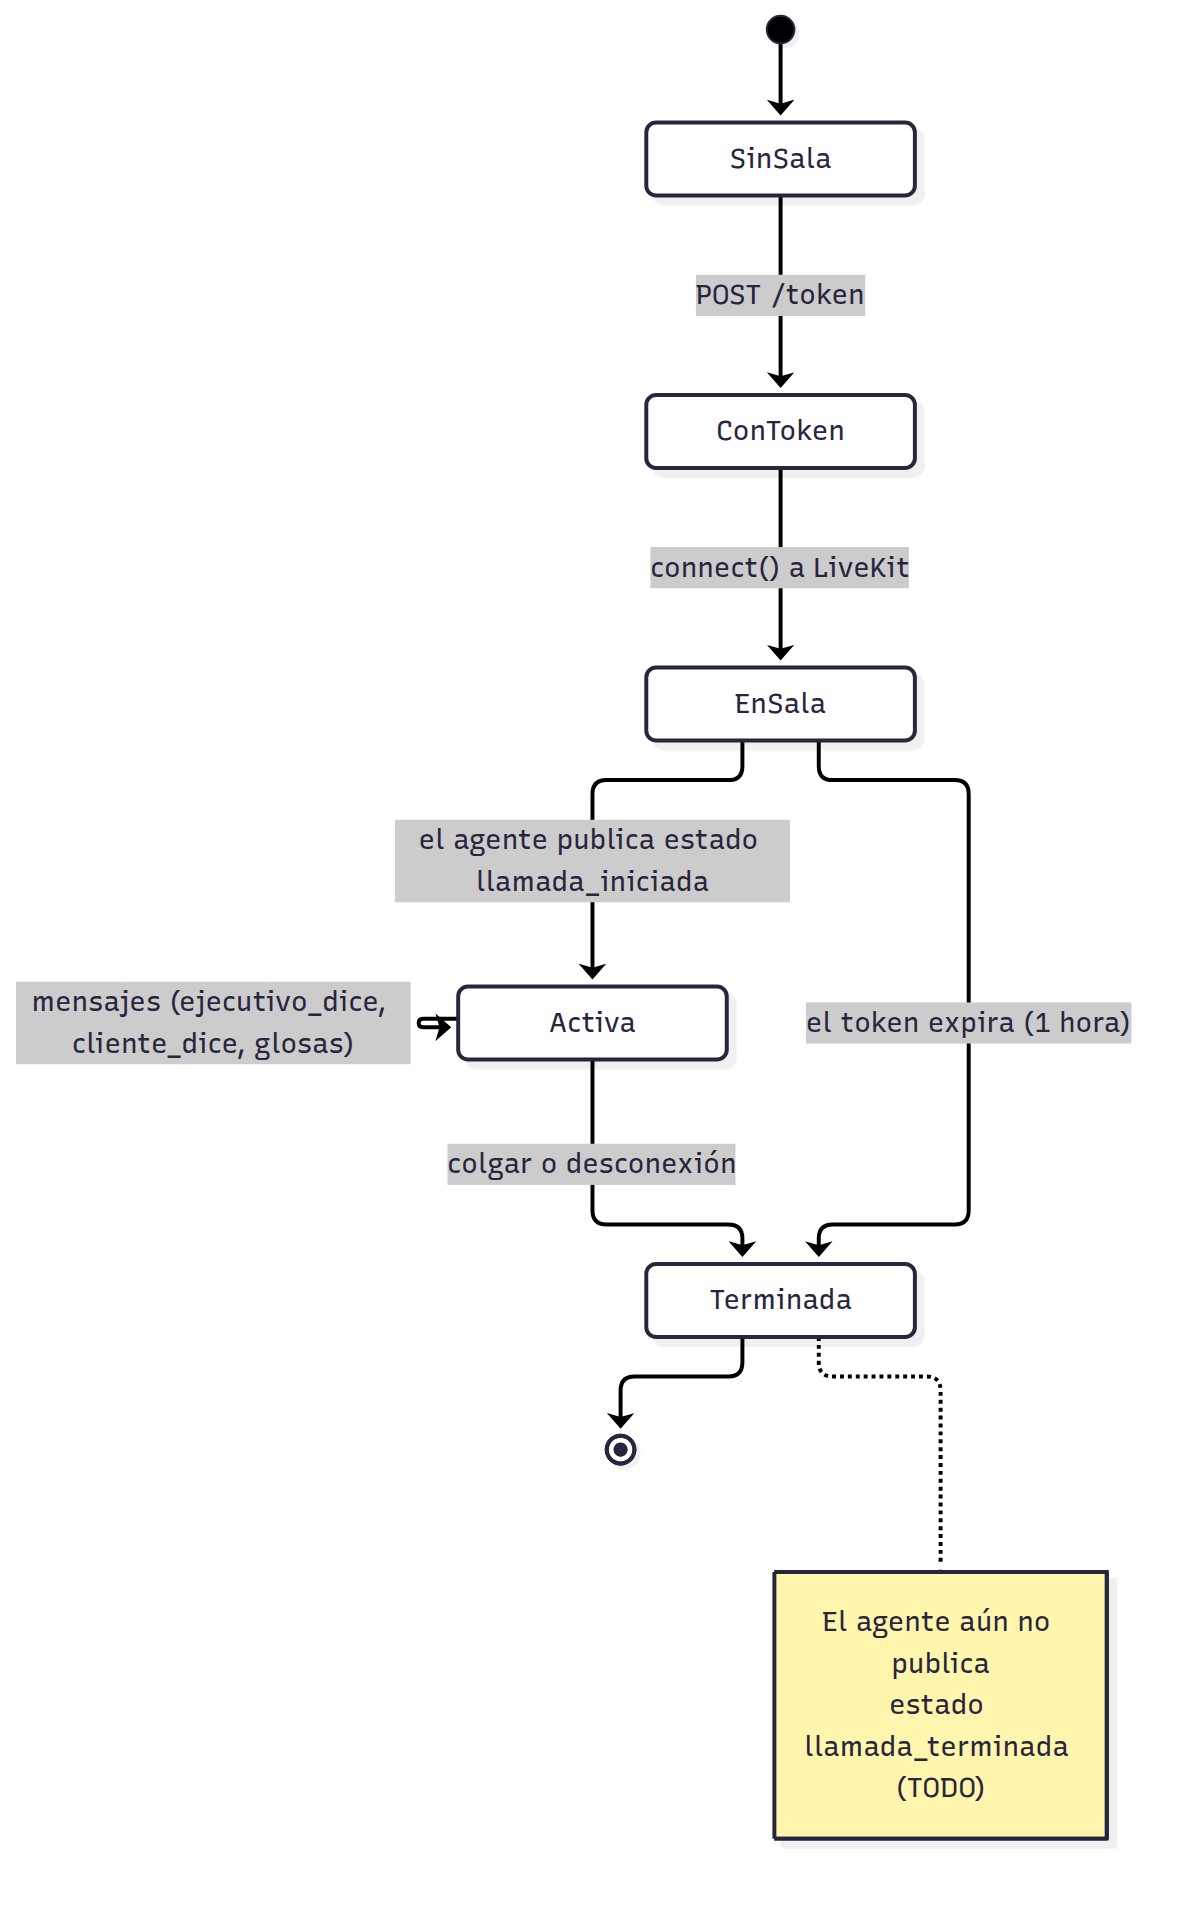 SinSala
POST /token
ConToken
connect() a LiveKit
EnSala
el agente publica estado
llamada_iniciada
mensajes (ejecutivo_dice,
cliente_dice, glosas)
Activa
el token expira (1 hora)
colgar o desconexión
Terminada
El agente aún no
publica
estado
llamada_terminada
(TODO)